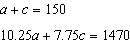 a + c = 150
10.25a + 7.75c = 1470